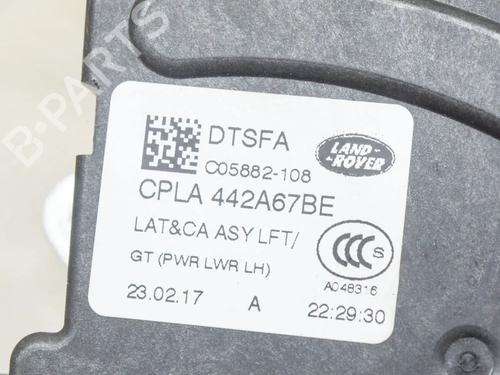 B-PARTS
DTSFA
LAND-
ROVER
C05882-108
CPLA 442A67BE
LAT&CA ASY LFT/
GT (PWR LWR LH)
CCC S
A048316
23.02.17 A 22:29:30